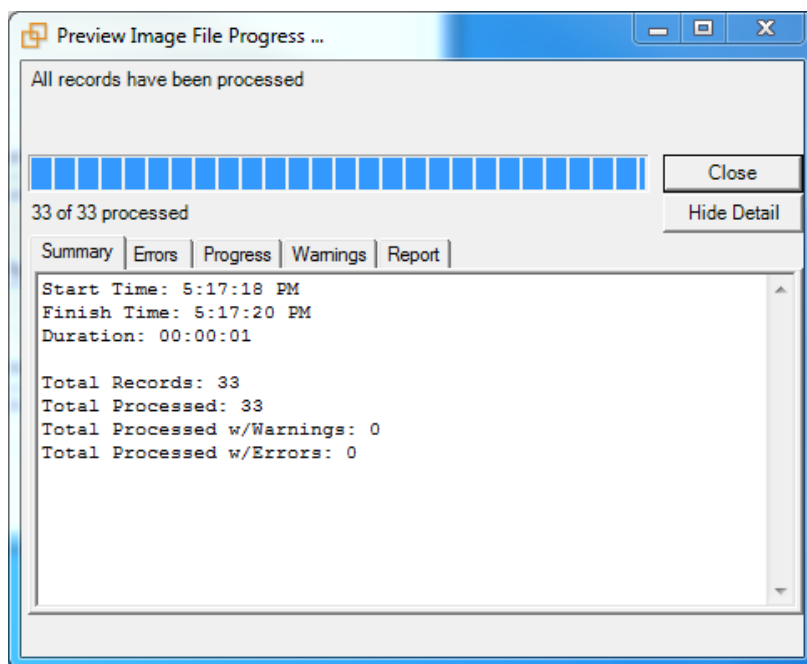 Preview Image File Progress ...
All records have been processed
Close
33 of 33 processed
Hide Detail
Summary Errors Progress Warnings Report
Start Time: 5:17:18 PM
Finish Time: 5:17:20 PM
Duration: 00:00:01
Total Records: 33
Total Processed: 33
Total Processed w/Warnings: 0
Total Processed w/Errors: 0